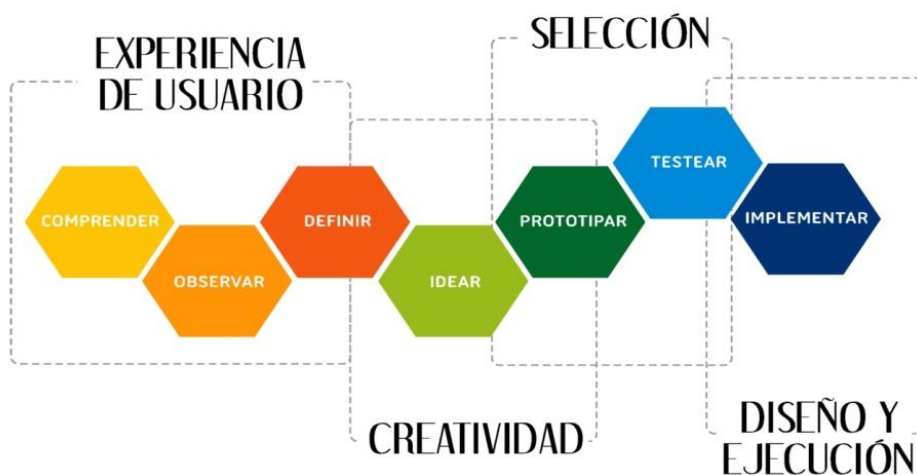 EXPERIENCIA
DE USUARIO
SELECCIÓN
COMPRENDER
OBSERVAR
DEFINIR
IDEAR
PROTOTIPAR
TESTEAR
IMPLEMENTAR
CREATIVIDAD
DISEÑO Y
EJECUCIÓN